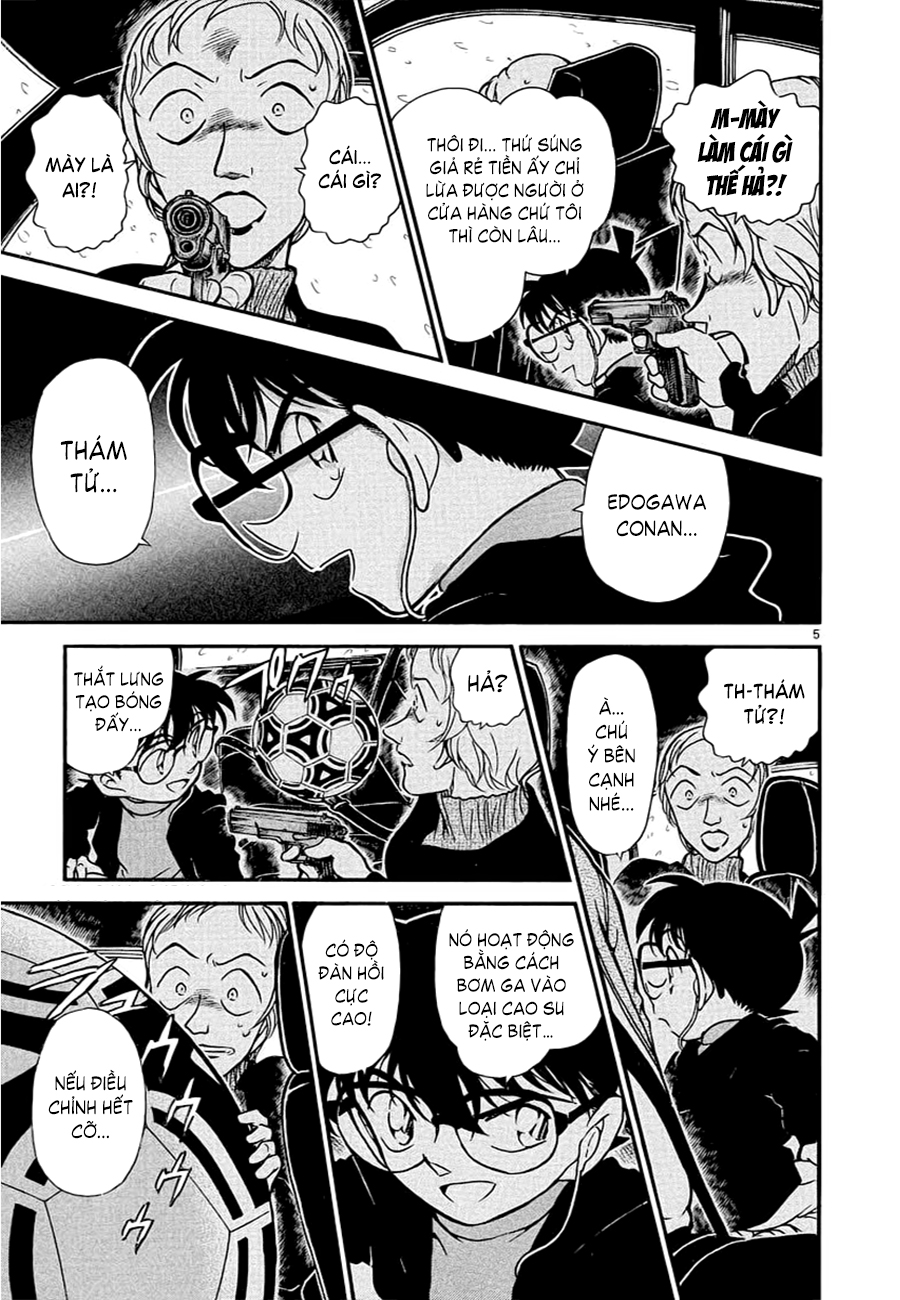 M-MÀY
LÀM CÁI GÌ
THẾ HẢ?!
THÔI ĐI... THỨ SÚNG
GIẢ RẺ TIỀN ẤY CHỈ
LỪA ĐƯỢC NGƯỜI Ở
CỬA HÀNG CHỨ TÔI
THÌ CÒN LÂU...
CÁI...
CÁI GÌ?
MÀY LÀ
AI?!
EDOGAWA
CONAN...
THÁM
TỬ...
5
TH-THÁM
TỬ?!
À...
CHÚ
Ý BÊN
CẠNH
NHÉ...
HẢ?
THẮT LƯNG
TẠO BÓNG
ĐẤY...
NÓ HOẠT ĐỘNG
BẰNG CÁCH
BƠM GA VÀO
LOẠI CAO SU
ĐẶC BIỆT...
CÓ ĐỘ
ĐÀN HỒI
CỰC
CAO!
NẾU ĐIỀU
CHỈNH HẾT
CỠ...